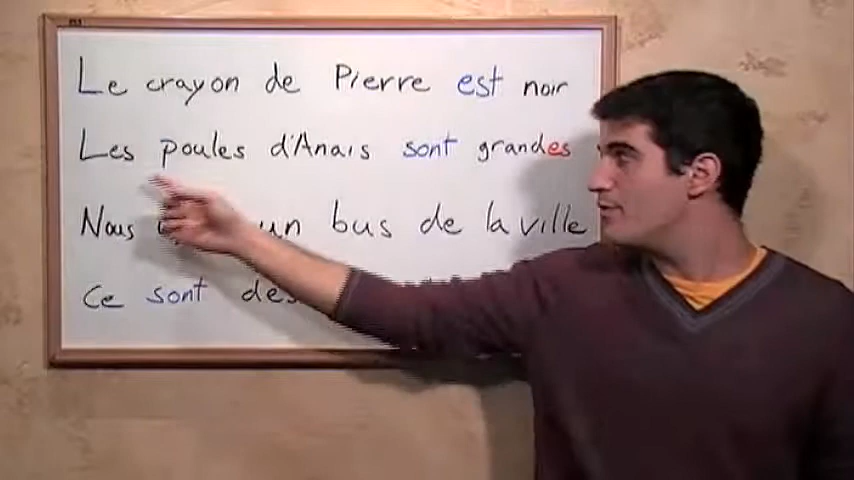 Le crayon de Pierre est noir
Les poules d'Anais sont grandes
Nous un bus de la ville
Ce sont des